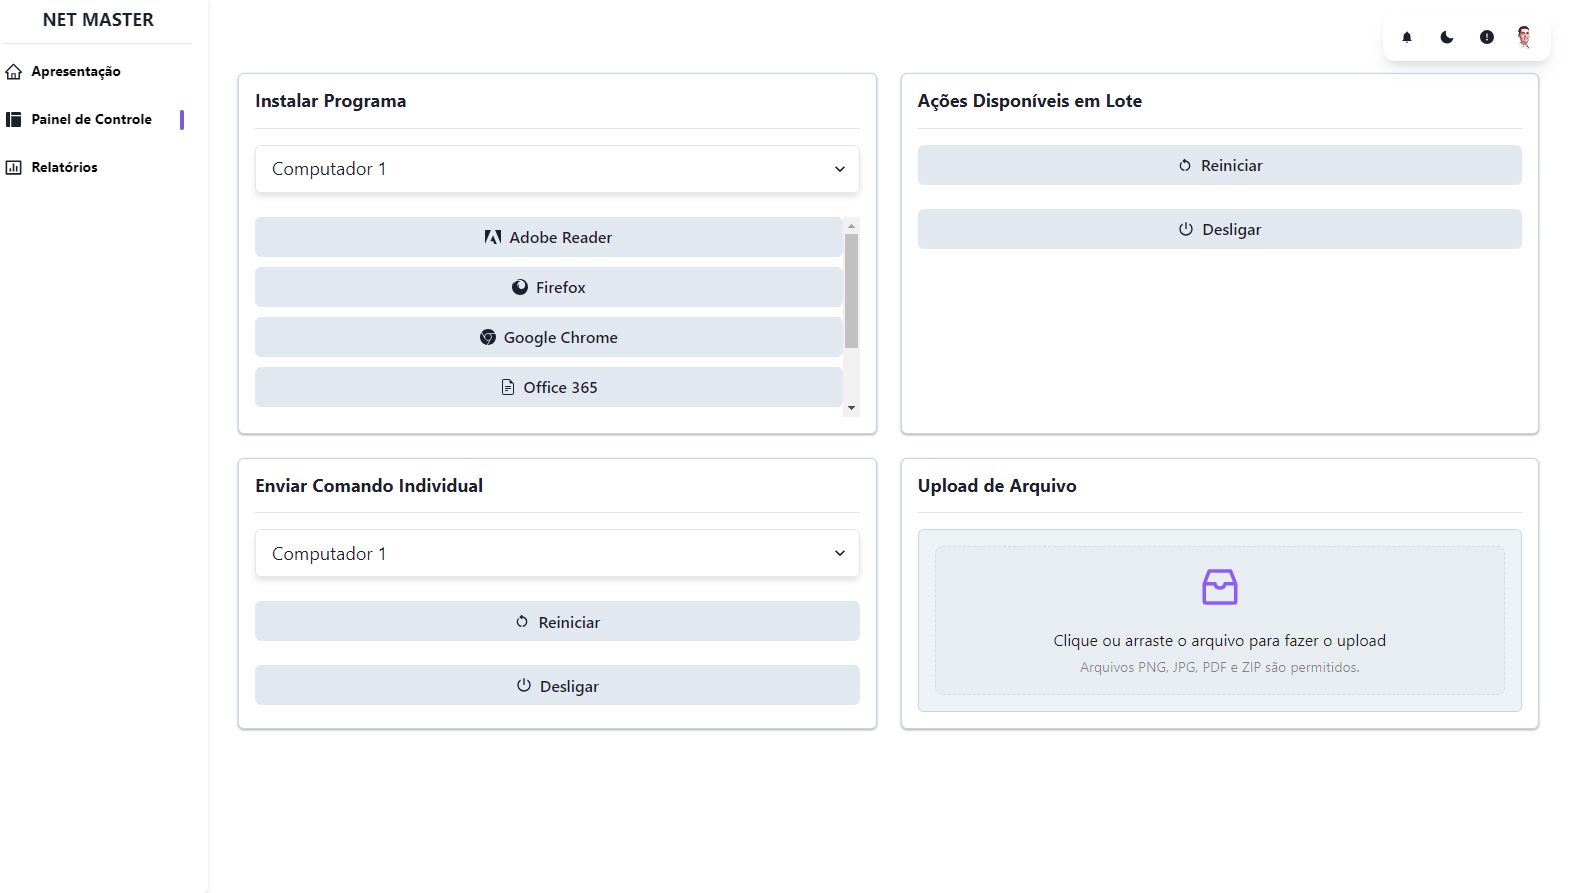 NET MASTER
Apresentação
Painel de Controle
Relatórios
Instalar Programa
Computador 1
Adobe Reader
Firefox
Google Chrome
Office 365
Ações Disponíveis em Lote
Reiniciar
Desligar
Enviar Comando Individual
Computador 1
Reiniciar
Desligar
Upload de Arquivo
Clique ou arraste o arquivo para fazer o upload
Arquivos PNG, JPG, PDF e ZIP são permitidos.